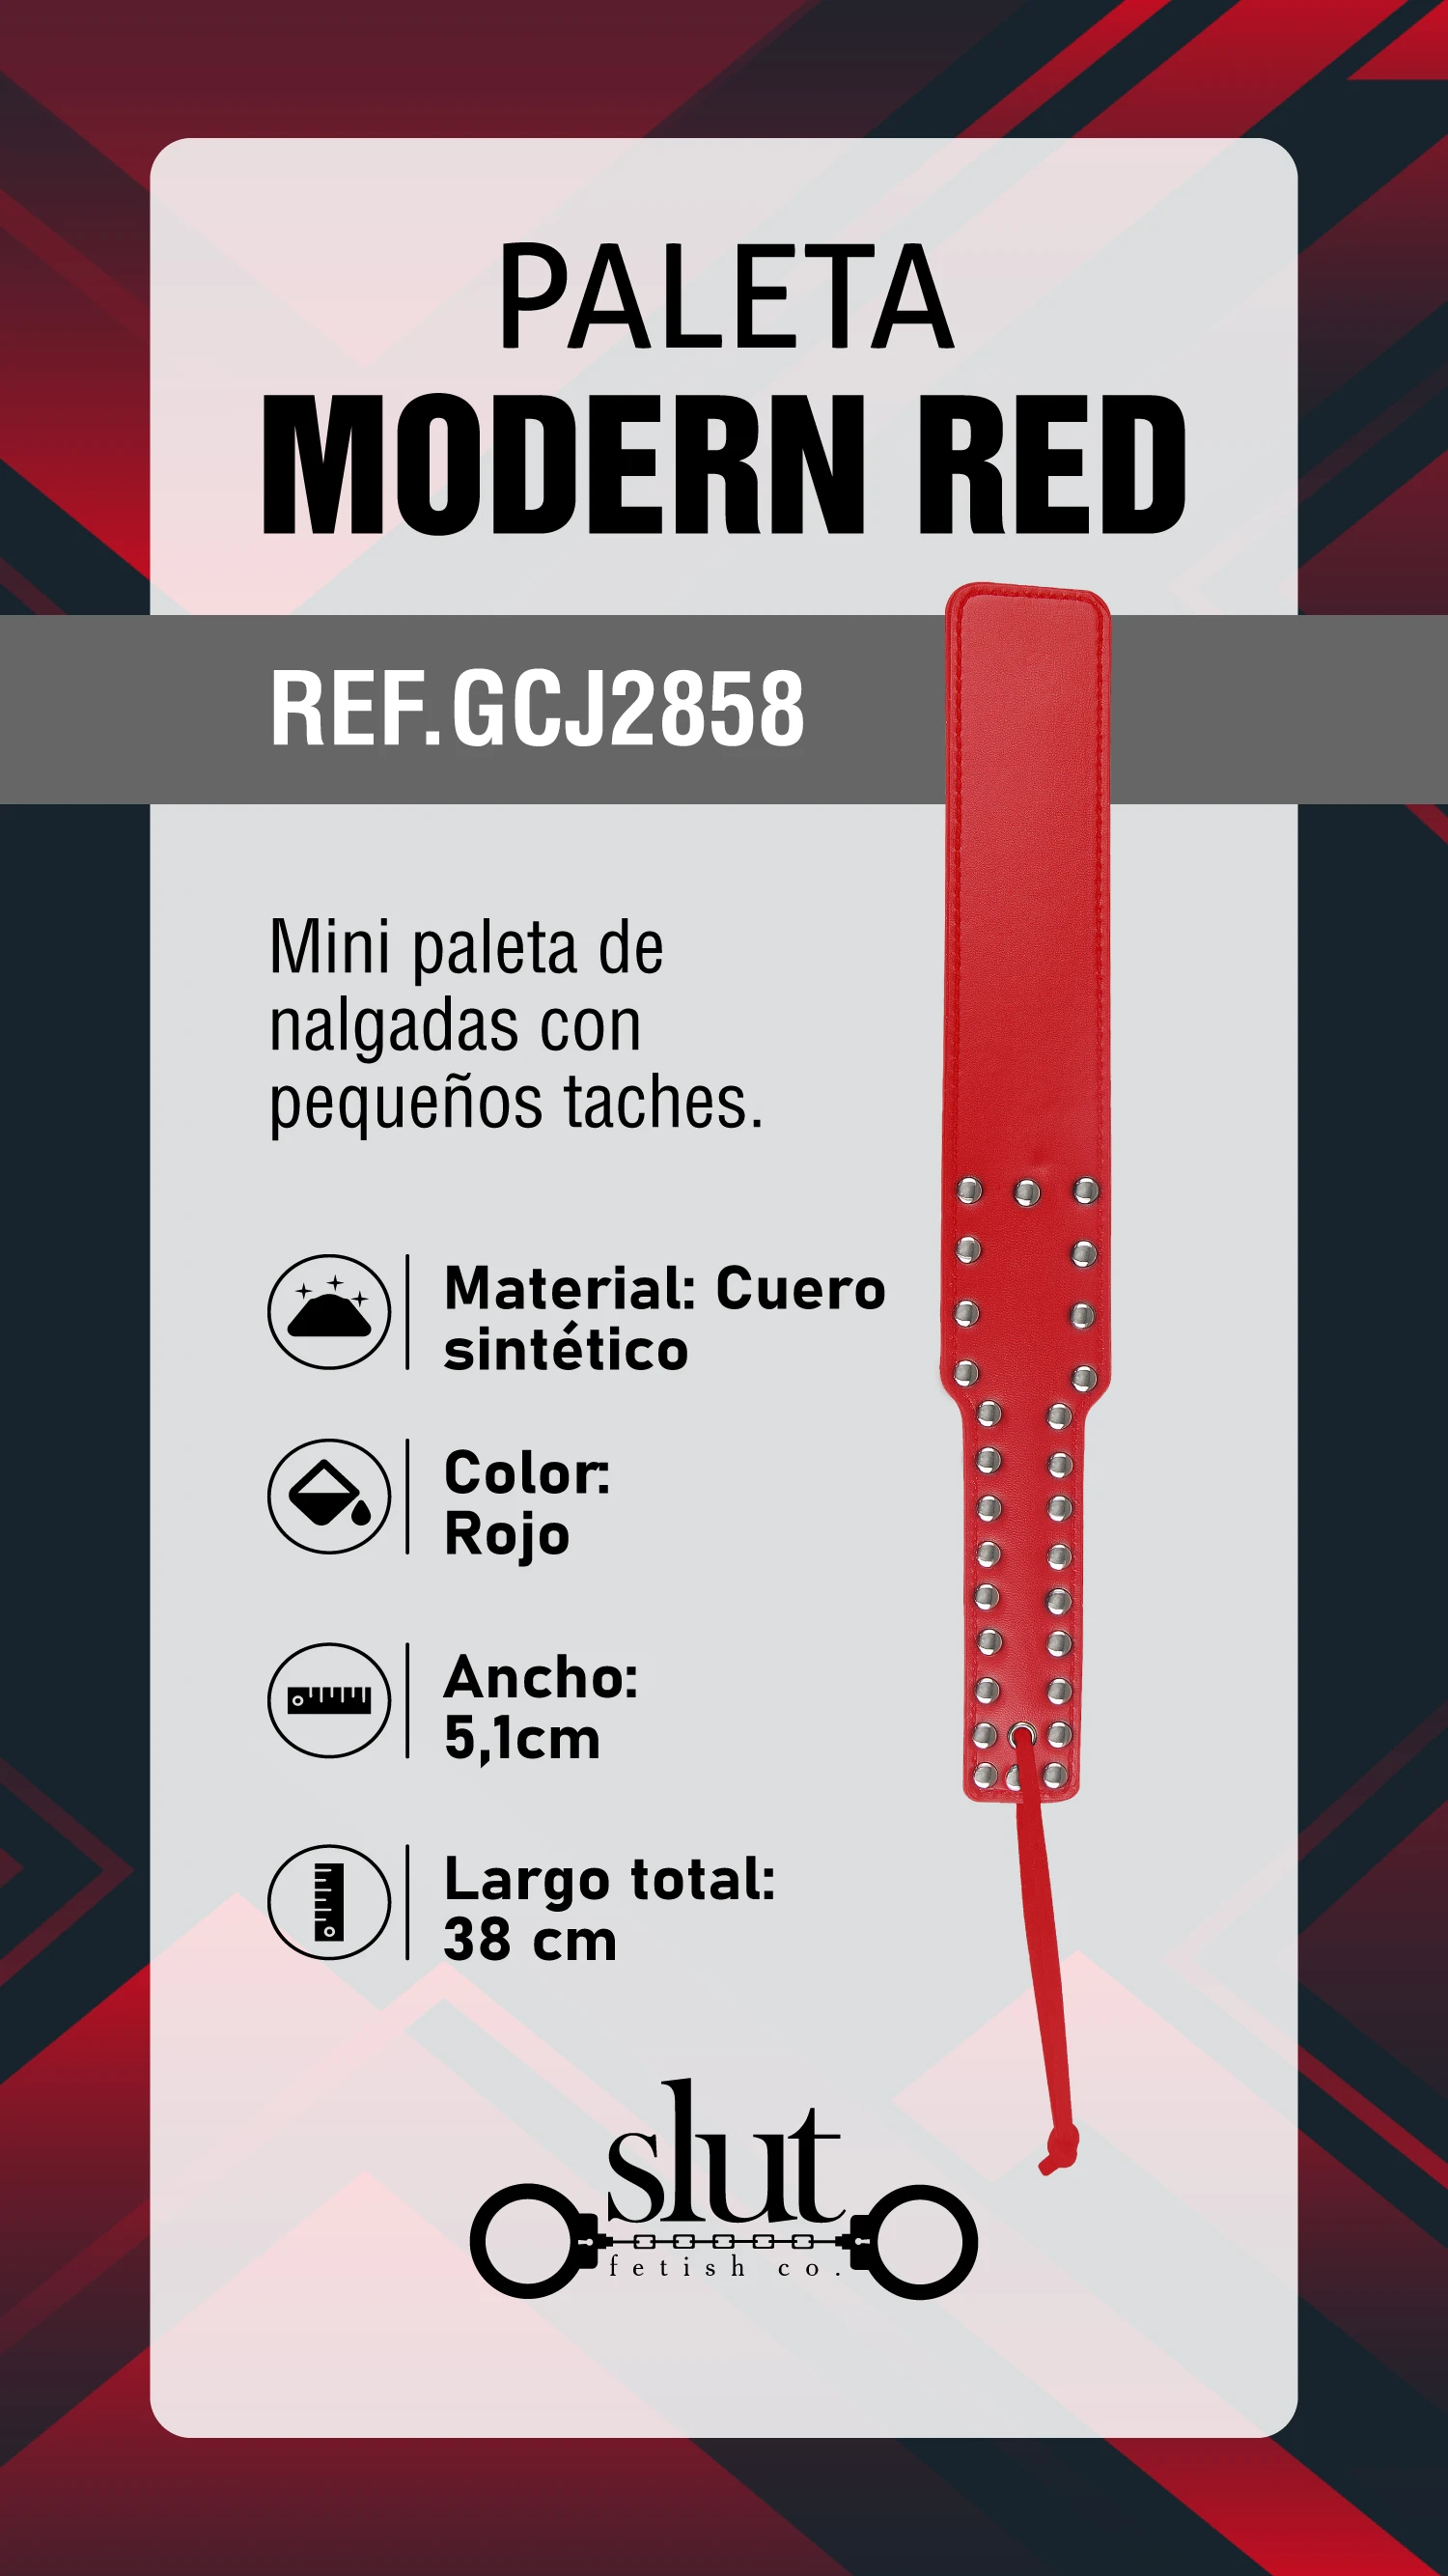 PALETA
MODERN RED
REF.GCJ2858
Mini paleta de
nalgadas con
pequeños taches.
Material: Cuero
sintético
Color:
Rojo
Ancho:
5,1cm
Largo total:
38 cm
slut
fetish co.